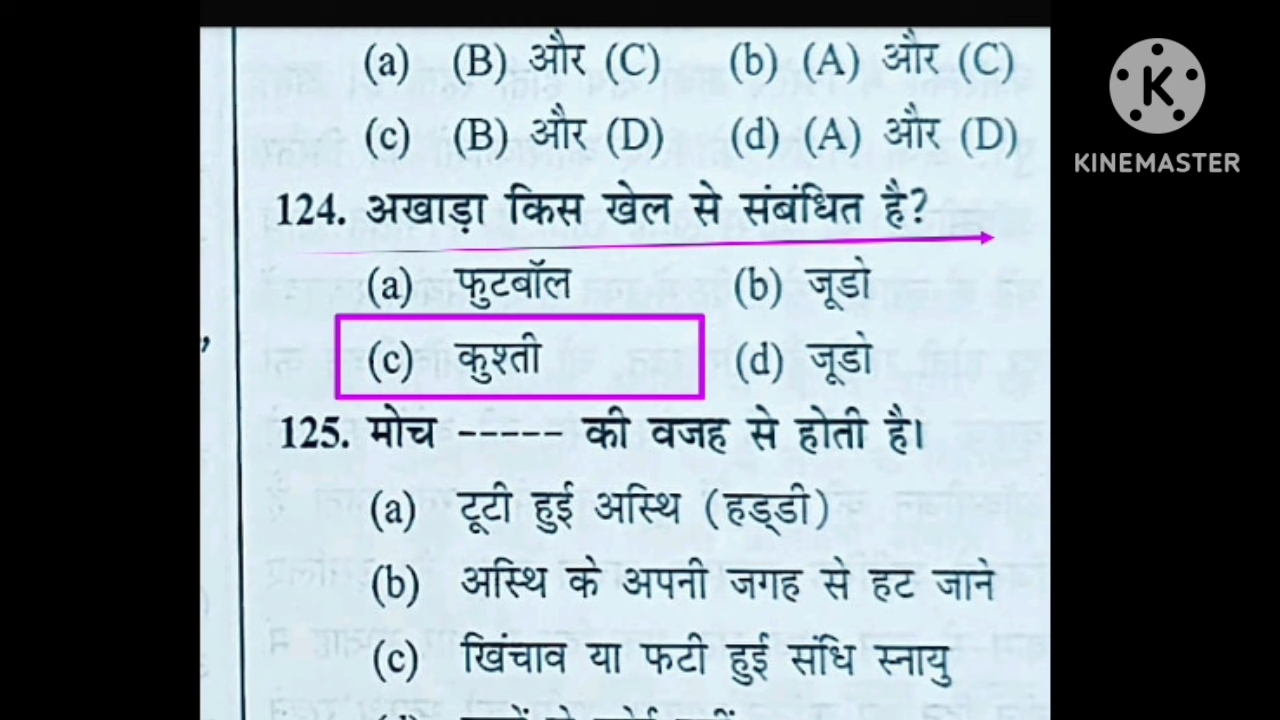 (a) (B) और (C) (b) (A) और (C)
(c) (B) और (D) (d) (A) और (D)
124. अखाड़ा किस खेल से संबंधित है?
(a) फुटबॉल (b) जूडो
(c) कुश्ती (d) जूडो
125. मोच ----- की वजह से होती है।
(a) टूटी हुई अस्थि (हड्डी)
(b) अस्थि के अपनी जगह से हट जाने
(c) खिंचाव या फटी हुई संधि स्नायु
K
KINEMASTER